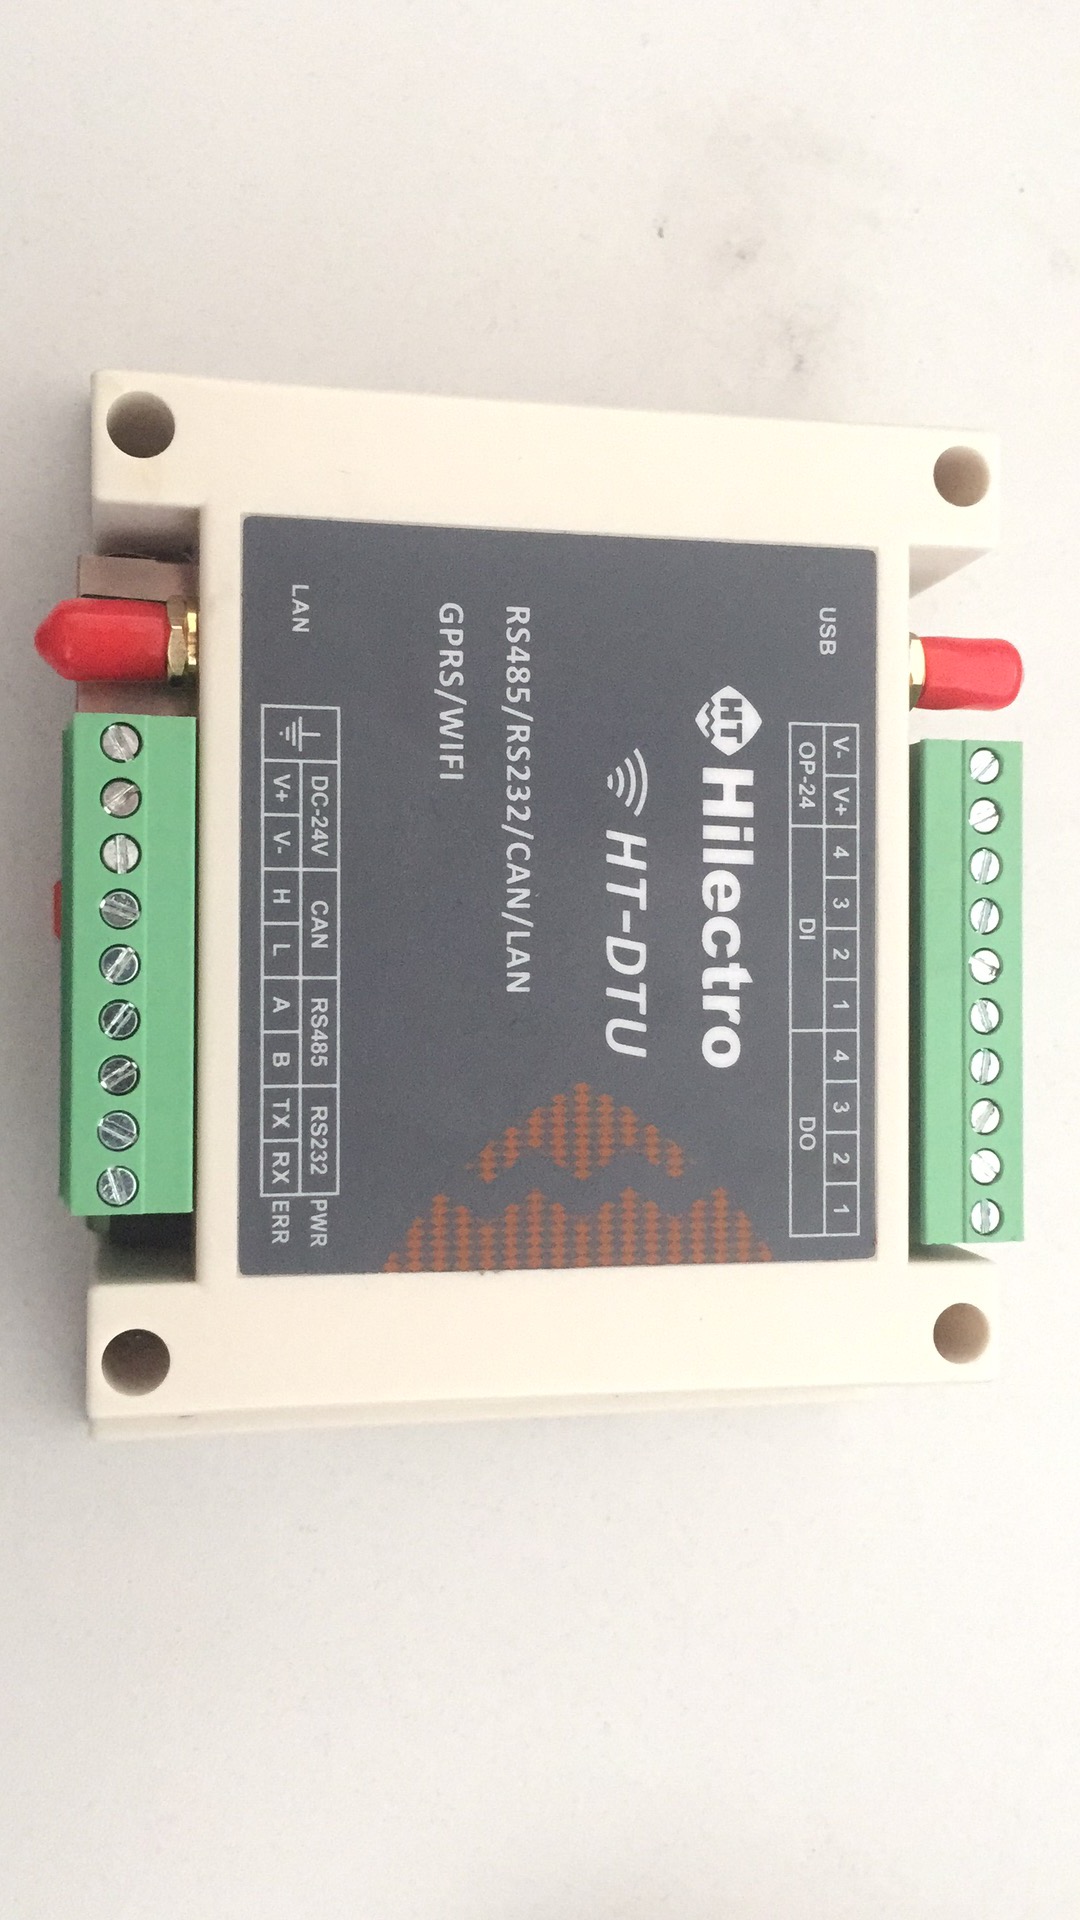 USB
V- V+ 4 3 2 1 4 3 2 1
OP-24 DI DO
HT Hilectro
HT-DTU
RS485/RS232/CAN/LAN
GPRS/WIFI
LAN
DC-24V CAN RS485 RS232 PWR
V+ V- H L A B TX RX ERR